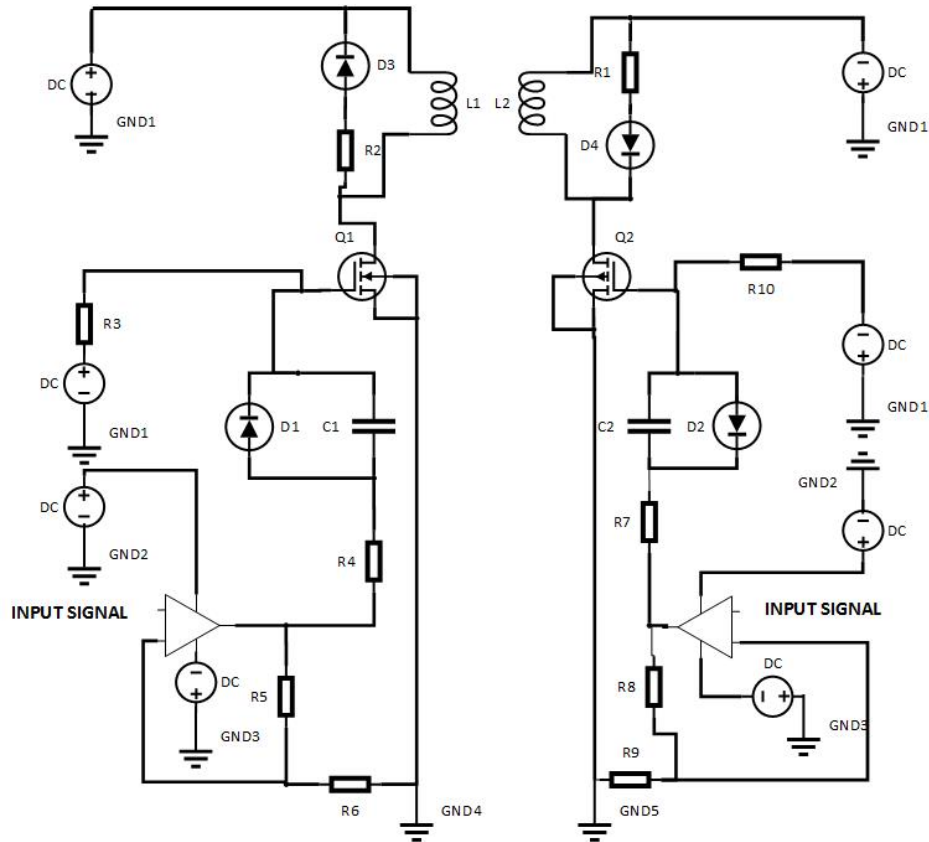 DC
GND1
D3
R2
L1
L2
R1
D4
DC
GND1
Q1
Q2
R3
DC
GND1
R10
DC
GND1
D1
C1
C2
D2
DC
GND2
GND2
R4
R7
DC
INPUT SIGNAL
INPUT SIGNAL
DC
GND3
R5
R8
DC
GND3
R6
GND4
R9
GND5